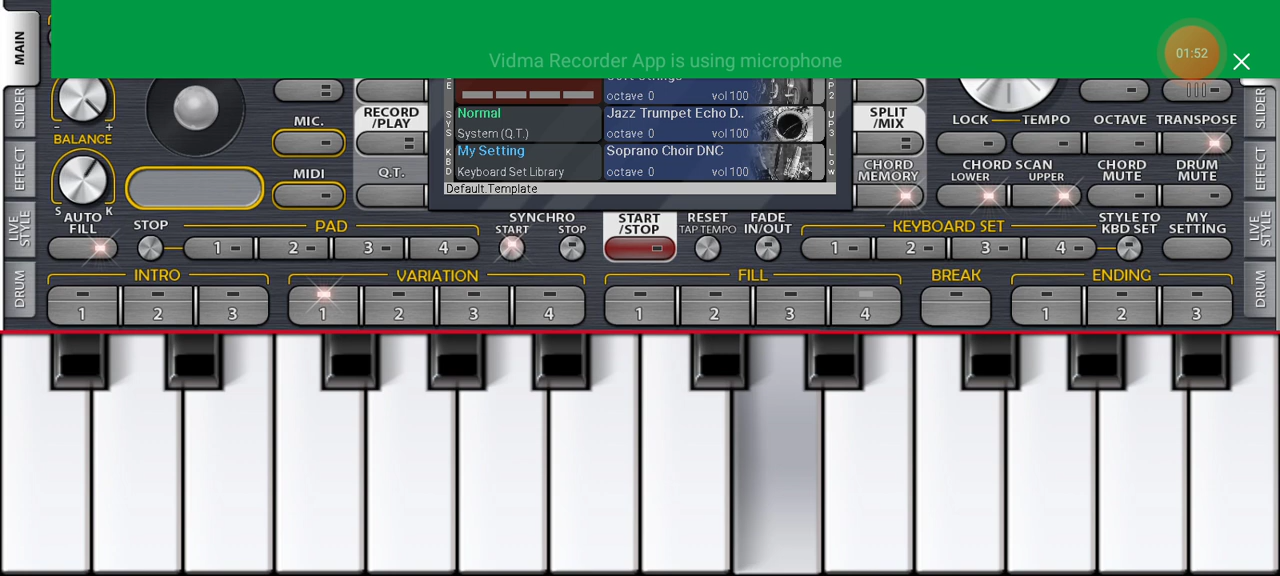 Vidma Recorder App is using microphone
01:52
MAIN
SLIDER
EFFECT
LIVE STYLE
DRUM
BALANCE
- +
S K
MIC.
MIDI
RECORD /PLAY
Q.T.
octave 0 vol 100
Normal
System (Q.T.)
Jazz Trumpet Echo D..
octave 0 vol 100
My Setting
Keyboard Set Library
Soprano Choir DNC
octave 0 vol 100
Default.Template
SYS
KBD
UP2
UP3
Low
SPLIT /MIX
CHORD MEMORY
LOCK TEMPO OCTAVE TRANSPOSE
CHORD SCAN
LOWER UPPER
CHORD MUTE
DRUM MUTE
SLIDER
EFFECT
LIVE STYLE
DRUM
AUTO FILL
STOP
PAD
1 2 3 4
SYNCHRO
START STOP
START /STOP
RESET
TAP TEMPO
FADE IN/OUT
KEYBOARD SET
1 2 3 4
STYLE TO KBD SET
MY SETTING
INTRO
1 2 3
VARIATION
1 2 3 4
FILL
1 2 3 4
BREAK
ENDING
1 2 3